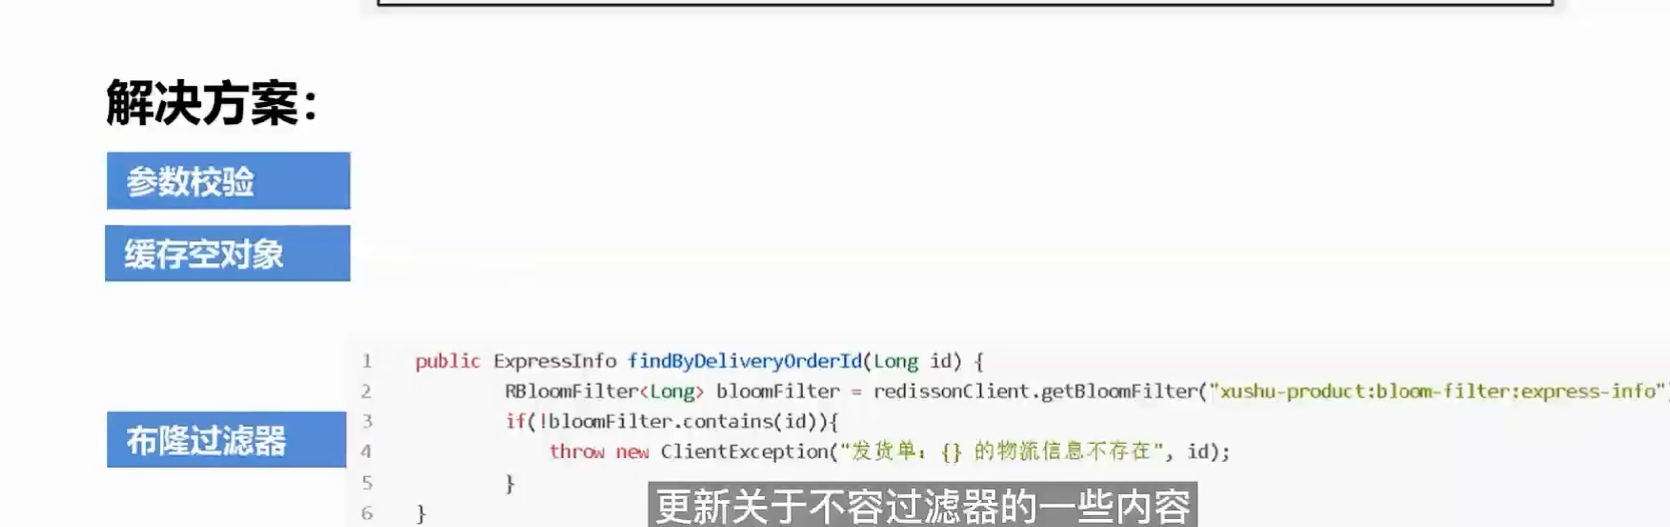 解决方案：
参数校验
缓存空对象
1 public ExpressInfo findByDeliveryOrderId(Long id) {
2 RBloomFilter<Long> bloomFilter = redissonClient.getBloomFilter("xushu-product:bloom-filter:express-info"
3 if(!bloomFilter.contains(id)){
4 throw new ClientException("发货单：{} 的物流信息不存在", id);
5 }
6 }
布隆过滤器
更新关于不容过滤器的一些内容